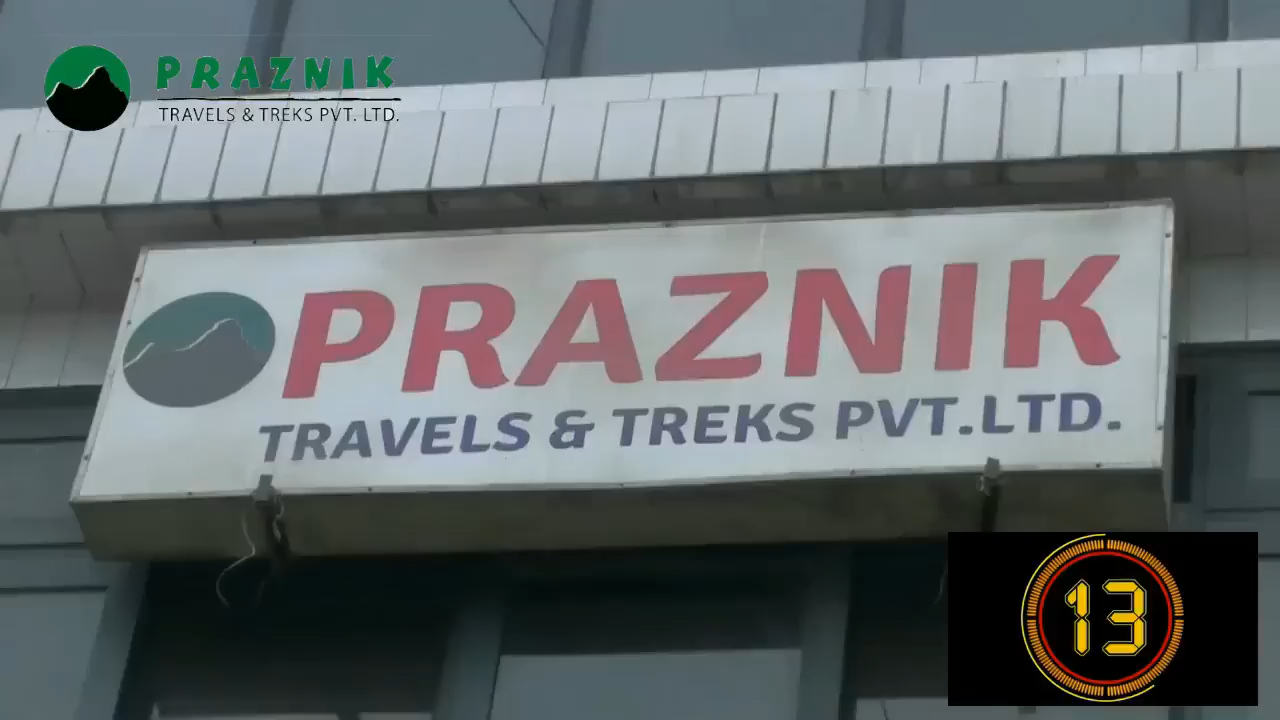 PRAZNIK
TRAVELS & TREKS PVT. LTD.
PRAZNIK
TRAVELS & TREKS PVT.LTD.
13